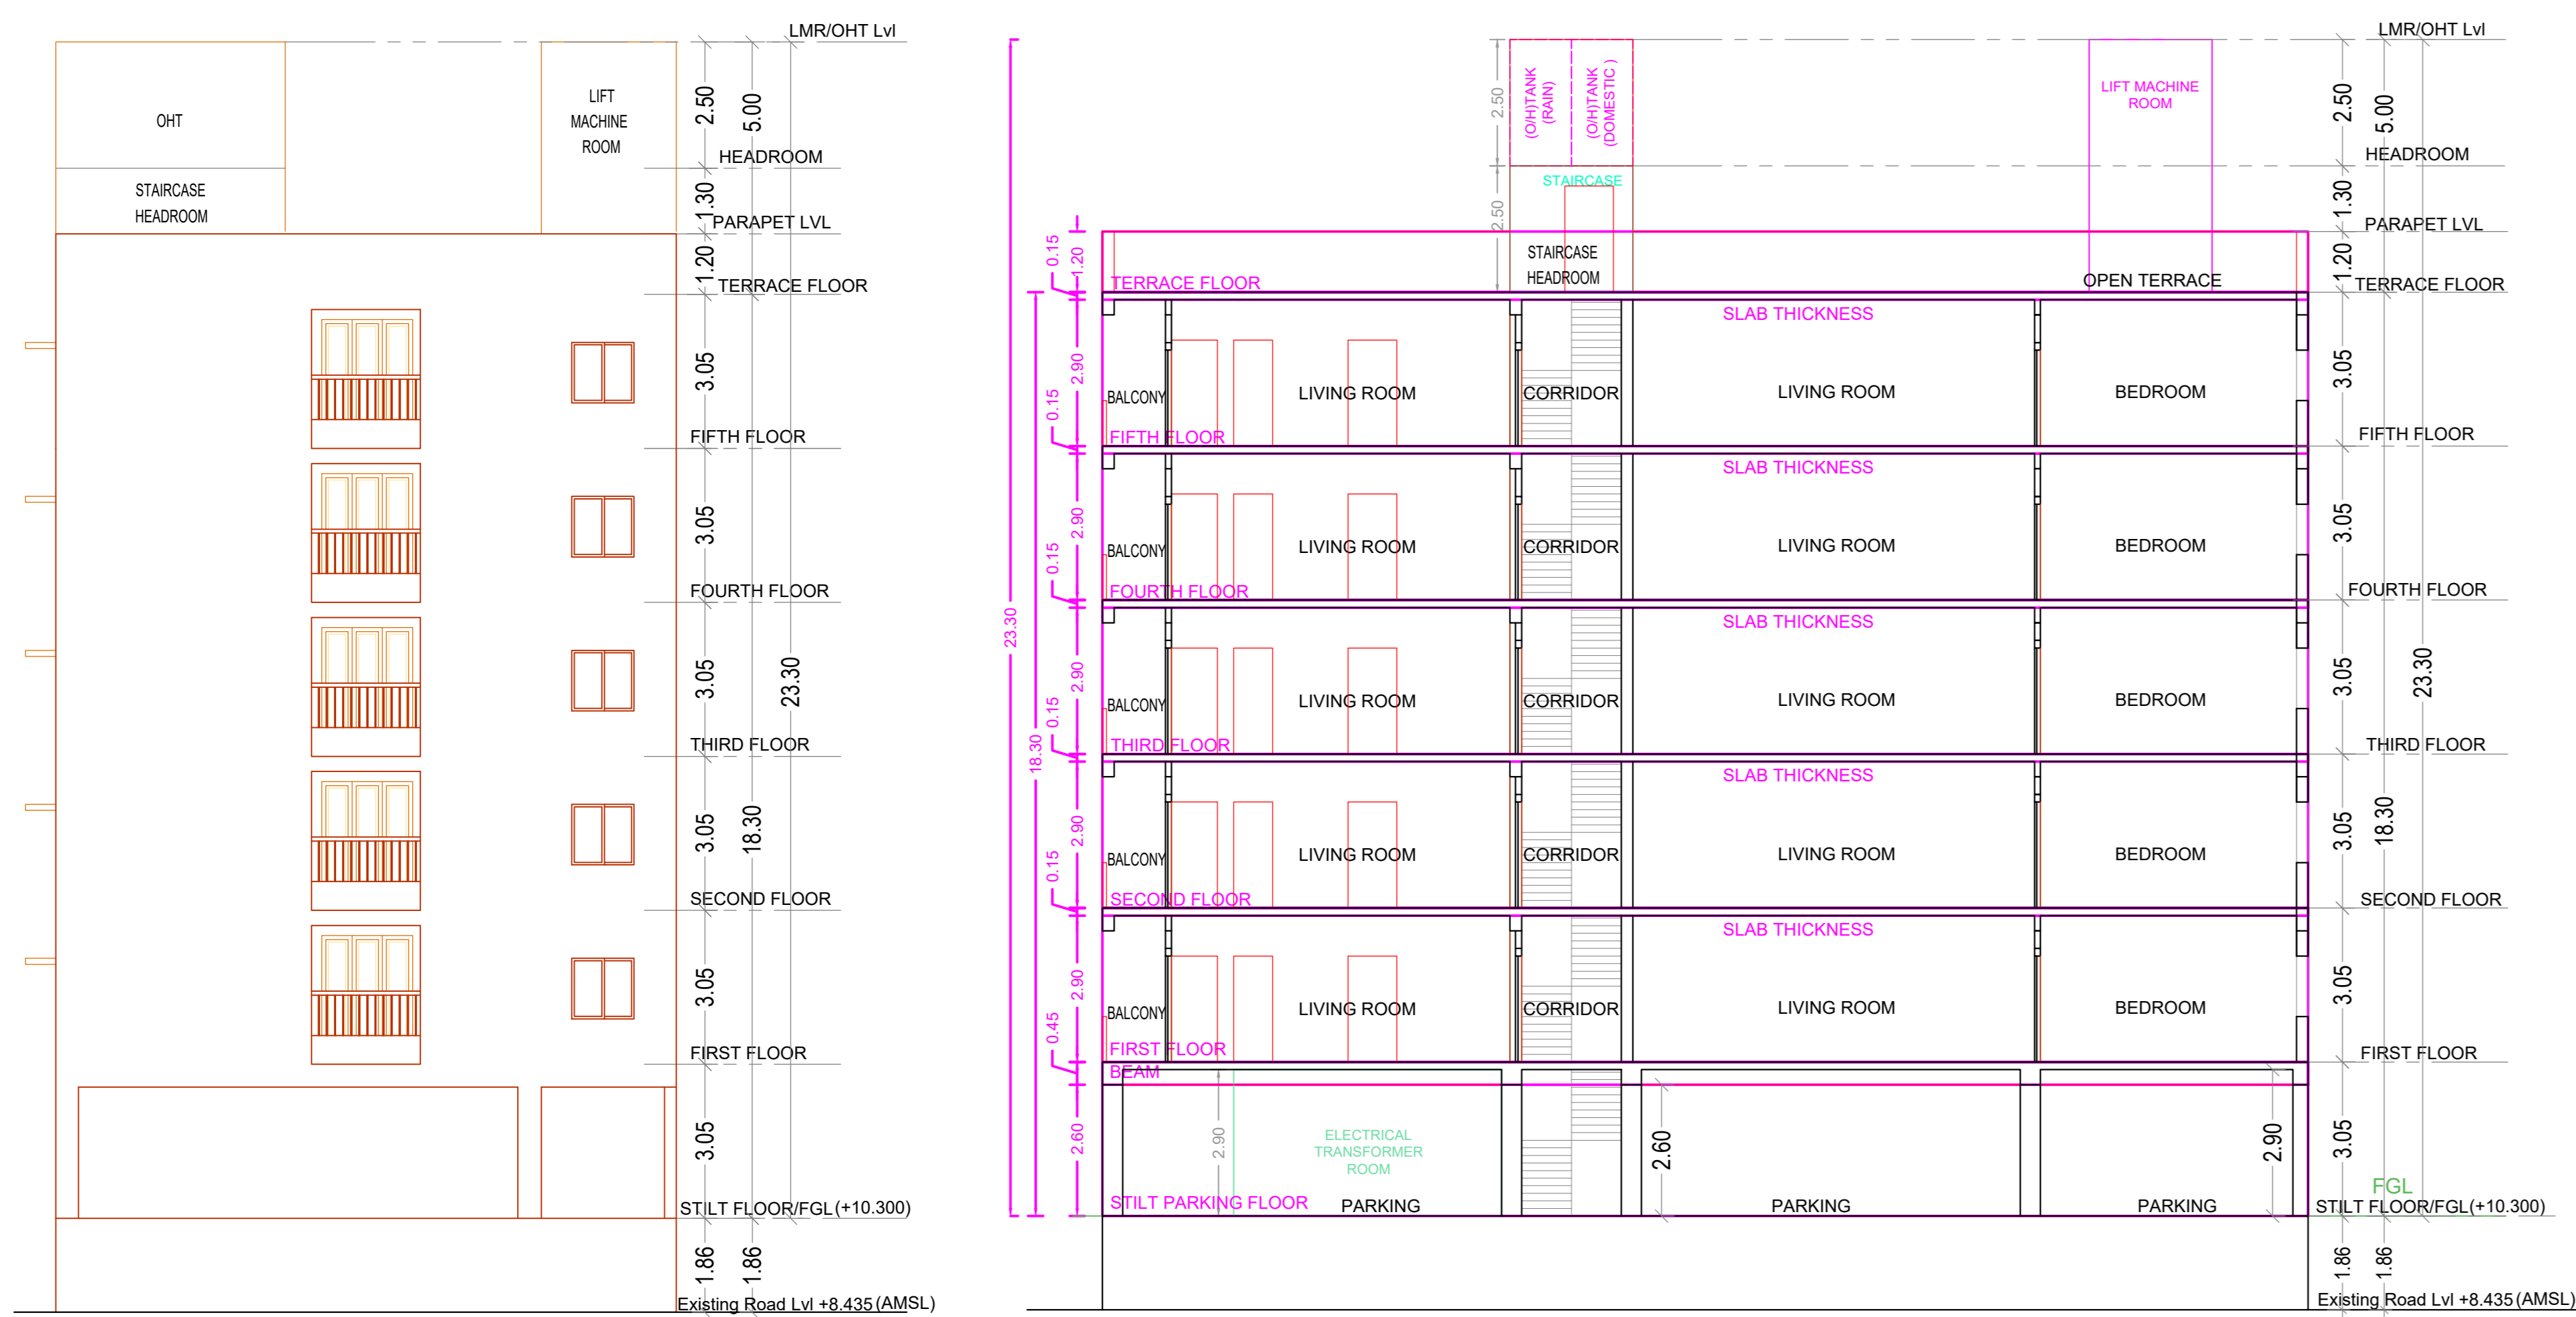 LMR/OHT Lvl
OHT
LIFT
MACHINE
ROOM
2.50
5.00
HEADROOM
STAIRCASE
HEADROOM
1.30
PARAPET LVL
1.20
TERRACE FLOOR
3.05
FIFTH FLOOR
3.05
FOURTH FLOOR
3.05
23.30
THIRD FLOOR
3.05
18.30
SECOND FLOOR
3.05
FIRST FLOOR
3.05
STILT FLOOR/FGL(+10.300)
1.86
1.86
Existing Road Lvl +8.435(AMSL)
LMR/OHT Lvl
2.50
(O/H)TANK
(RAIN)
(O/H)TANK
(DOMESTIC )
LIFT MACHINE
ROOM
2.50
5.00
HEADROOM
STAIRCASE
2.50
1.30
PARAPET LVL
0.15
1.20
STAIRCASE
HEADROOM
1.20
TERRACE FLOOR
OPEN TERRACE
TERRACE FLOOR
SLAB THICKNESS
2.90
3.05
BALCONY
LIVING ROOM
CORRIDOR
LIVING ROOM
BEDROOM
0.15
FIFTH FLOOR
FIFTH FLOOR
SLAB THICKNESS
2.90
3.05
BALCONY
LIVING ROOM
CORRIDOR
LIVING ROOM
BEDROOM
0.15
FOURTH FLOOR
FOURTH FLOOR
23.30
SLAB THICKNESS
2.90
3.05
23.30
BALCONY
LIVING ROOM
CORRIDOR
LIVING ROOM
BEDROOM
0.15
18.30
THIRD FLOOR
THIRD FLOOR
SLAB THICKNESS
2.90
3.05
18.30
BALCONY
LIVING ROOM
CORRIDOR
LIVING ROOM
BEDROOM
0.15
SECOND FLOOR
SECOND FLOOR
SLAB THICKNESS
2.90
3.05
BALCONY
LIVING ROOM
CORRIDOR
LIVING ROOM
BEDROOM
0.45
FIRST FLOOR
FIRST FLOOR
BEAM
2.60
2.90
ELECTRICAL
TRANSFORMER
ROOM
2.60
2.90
3.05
FGL
STILT PARKING FLOOR
PARKING
PARKING
PARKING
STILT FLOOR/FGL(+10.300)
1.86
1.86
Existing Road Lvl +8.435(AMSL)